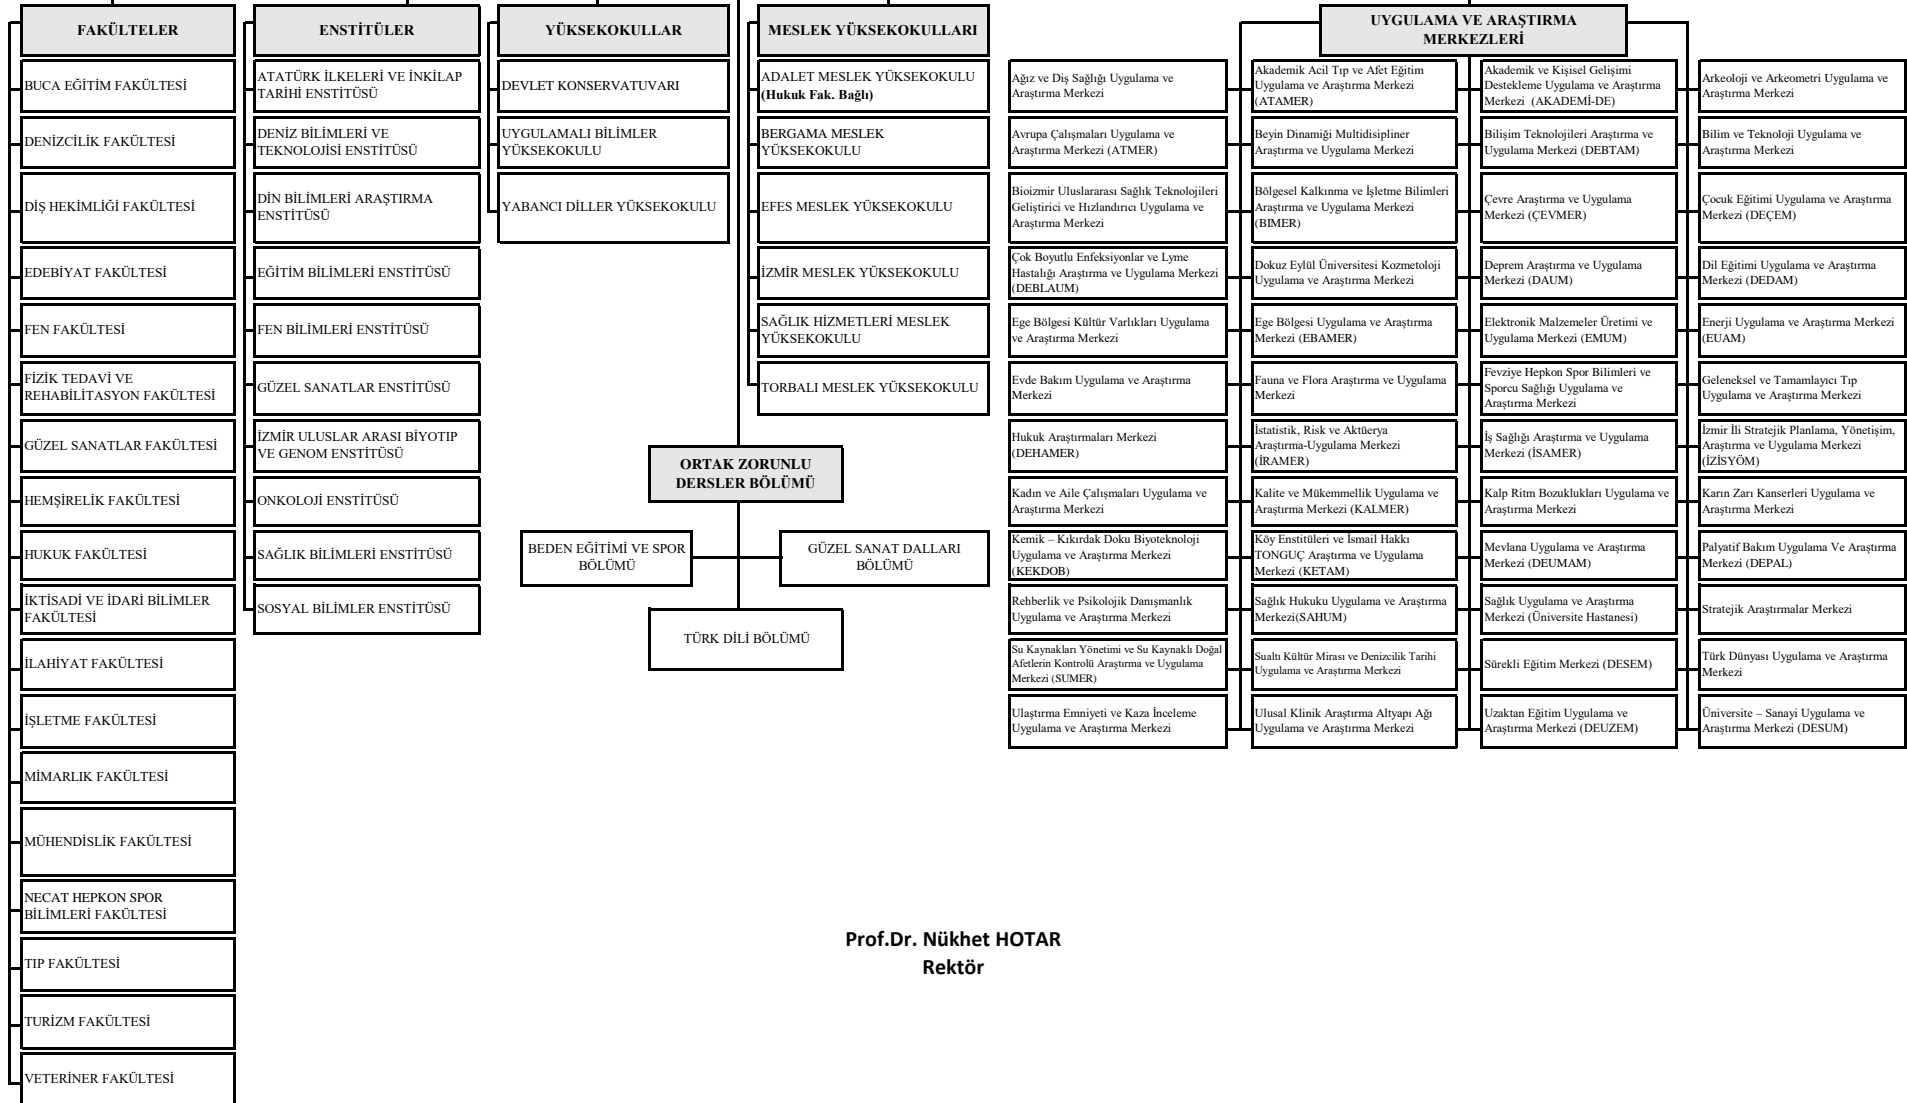 FAKÜLTELER
BUCA EĞİTİM FAKÜLTESİ
DENİZCİLİK FAKÜLTESİ
DİŞ HEKİMLİĞİ FAKÜLTESİ
EDEBİYAT FAKÜLTESİ
FEN FAKÜLTESİ
FİZİK TEDAVİ VE
REHABİLİTASYON FAKÜLTESİ
GÜZEL SANATLAR FAKÜLTESİ
HEMŞİRELİK FAKÜLTESİ
HUKUK FAKÜLTESİ
İKTİSADİ VE İDARİ BİLİMLER
FAKÜLTESİ
İLAHİYAT FAKÜLTESİ
İŞLETME FAKÜLTESİ
MİMARLIK FAKÜLTESİ
MÜHENDİSLİK FAKÜLTESİ
NECAT HEPKON SPOR
BİLİMLERİ FAKÜLTESİ
TIP FAKÜLTESİ
TURİZM FAKÜLTESİ
VETERİNER FAKÜLTESİ
ENSTİTÜLER
ATATÜRK İLKELERİ VE İNKİLAP
TARİHİ ENSTİTÜSÜ
DENİZ BİLİMLERİ VE
TEKNOLOJİSİ ENSTİTÜSÜ
DİN BİLİMLERİ ARAŞTIRMA
ENSTİTÜSÜ
EĞİTİM BİLİMLERİ ENSTİTÜSÜ
FEN BİLİMLERİ ENSTİTÜSÜ
GÜZEL SANATLAR ENSTİTÜSÜ
İZMİR ULUSLAR ARASI BİYOTIP
VE GENOM ENSTİTÜSÜ
ONKOLOJİ ENSTİTÜSÜ
SAĞLIK BİLİMLERİ ENSTİTÜSÜ
SOSYAL BİLİMLER ENSTİTÜSÜ
YÜKSEKOKULLAR
DEVLET KONSERVATUVARI
UYGULAMALI BİLİMLER
YÜKSEKOKULU
YABANCI DİLLER YÜKSEKOKULU
MESLEK YÜKSEKOKULLARI
ADALET MESLEK YÜKSEKOKULU
(Hukuk Fak. Bağlı)
BERGAMA MESLEK
YÜKSEKOKULU
EFES MESLEK YÜKSEKOKULU
İZMİR MESLEK YÜKSEKOKULU
SAĞLIK HİZMETLERİ MESLEK
YÜKSEKOKULU
TORBALI MESLEK YÜKSEKOKULU
ORTAK ZORUNLU
DERSLER BÖLÜMÜ
BEDEN EĞİTİMİ VE SPOR
BÖLÜMÜ
GÜZEL SANAT DALLARI
BÖLÜMÜ
TÜRK DİLİ BÖLÜMÜ
UYGULAMA VE ARAŞTIRMA
MERKEZLERİ
Ağız ve Diş Sağlığı Uygulama ve
Araştırma Merkezi
Akademik Acil Tıp ve Afet Eğitim
Uygulama ve Araştırma Merkezi
(ATAMER)
Akademik ve Kişisel Gelişimi
Destekleme Uygulama ve Araştırma
Merkezi (AKADEMİ-DE)
Arkeoloji ve Arkeometri Uygulama ve
Araştırma Merkezi
Avrupa Çalışmaları Uygulama ve
Araştırma Merkezi (ATMER)
Beyin Dinamiği Multidisipliner
Araştırma ve Uygulama Merkezi
Bilişim Teknolojileri Araştırma ve
Uygulama Merkezi (DEBTAM)
Bilim ve Teknoloji Uygulama ve
Araştırma Merkezi
Bioizmir Uluslararası Sağlık Teknolojileri
Geliştirici ve Hızlandırıcı Uygulama ve
Araştırma Merkezi
Bölgesel Kalkınma ve İşletme Bilimleri
Araştırma ve Uygulama Merkezi
(BIMER)
Çevre Araştırma ve Uygulama
Merkezi (ÇEVMER)
Çocuk Eğitimi Uygulama ve Araştırma
Merkezi (DEÇEM)
Çok Boyutlu Enfeksiyonlar ve Lyme
Hastalığı Araştırma ve Uygulama Merkezi
(DEBLAUM)
Dokuz Eylül Üniversitesi Kozmetoloji
Uygulama ve Araştırma Merkezi
Deprem Araştırma ve Uygulama
Merkezi (DAUM)
Dil Eğitimi Uygulama ve Araştırma
Merkezi (DEDAM)
Ege Bölgesi Kültür Varlıkları Uygulama
ve Araştırma Merkezi
Ege Bölgesi Uygulama ve Araştırma
Merkezi (EBAMER)
Elektronik Malzemeler Üretimi ve
Uygulama Merkezi (EMUM)
Enerji Uygulama ve Araştırma Merkezi
(EUAM)
Evde Bakım Uygulama ve Araştırma
Merkezi
Fauna ve Flora Araştırma ve Uygulama
Merkezi
Fevziye Hepkon Spor Bilimleri ve
Sporcu Sağlığı Uygulama ve
Araştırma Merkezi
Geleneksel ve Tamamlayıcı Tıp
Uygulama ve Araştırma Merkezi
Hukuk Araştırmaları Merkezi
(DEHAMER)
İstatistik, Risk ve Aktüerya
Araştırma-Uygulama Merkezi
(İRAMER)
İş Sağlığı Araştırma ve Uygulama
Merkezi (İSAMER)
İzmir İli Stratejik Planlama, Yönetişim,
Araştırma ve Uygulama Merkezi
(İZİSYÖM)
Kadın ve Aile Çalışmaları Uygulama ve
Araştırma Merkezi
Kalite ve Mükemmellik Uygulama ve
Araştırma Merkezi (KALMER)
Kalp Ritm Bozuklukları Uygulama ve
Araştırma Merkezi
Karın Zarı Kanserleri Uygulama ve
Araştırma Merkezi
Kemik – Kıkırdak Doku Biyoteknoloji
Uygulama ve Araştırma Merkezi
(KEKDOB)
Köy Enstitüleri ve İsmail Hakkı
TONGUÇ Araştırma ve Uygulama
Merkezi (KETAM)
Mevlana Uygulama ve Araştırma
Merkezi (DEUMAM)
Palyatif Bakım Uygulama Ve Araştırma
Merkezi (DEPAL)
Rehberlik ve Psikolojik Danışmanlık
Uygulama ve Araştırma Merkezi
Sağlık Hukuku Uygulama ve Araştırma
Merkezi(SAHUM)
Sağlık Uygulama ve Araştırma
Merkezi (Üniversite Hastanesi)
Stratejik Araştırmalar Merkezi
Su Kaynakları Yönetimi ve Su Kaynaklı Doğal
Afetlerin Kontrolü Araştırma ve Uygulama
Merkezi (SUMER)
Sualtı Kültür Mirası ve Denizcilik Tarihi
Uygulama ve Araştırma Merkezi
Sürekli Eğitim Merkezi (DESEM)
Türk Dünyası Uygulama ve Araştırma
Merkezi
Ulaştırma Emniyeti ve Kaza İnceleme
Uygulama ve Araştırma Merkezi
Ulusal Klinik Araştırma Altyapı Ağı
Uygulama ve Araştırma Merkezi
Uzaktan Eğitim Uygulama ve
Araştırma Merkezi (DEUZEM)
Üniversite – Sanayi Uygulama ve
Araştırma Merkezi (DESUM)
Prof.Dr. Nükhet HOTAR
Rektör